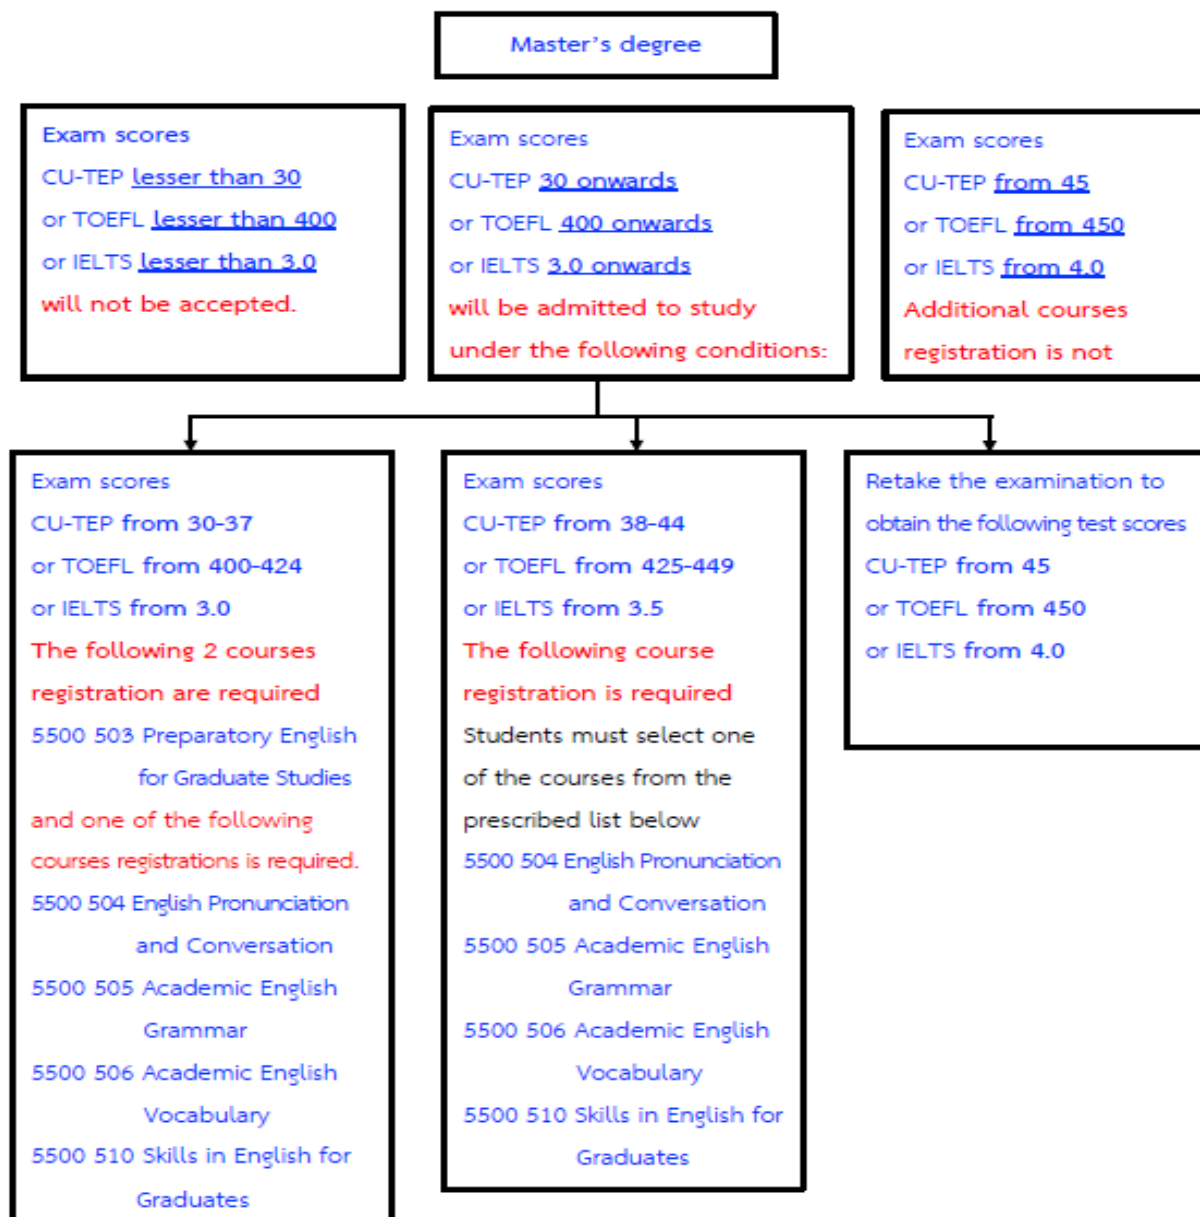 Master's degree
Exam scores
CU-TEP lesser than 30
or TOEFL lesser than 400
or IELTS lesser than 3.0
will not be accepted.
Exam scores
CU-TEP 30 onwards
or TOEFL 400 onwards
or IELTS 3.0 onwards
will be admitted to study
under the following conditions:
Exam scores
CU-TEP from 45
or TOEFL from 450
or IELTS from 4.0
Additional courses
registration is not
Exam scores
CU-TEP from 30-37
or TOEFL from 400-424
or IELTS from 3.0
The following 2 courses
registration are required
5500 503 Preparatory English
for Graduate Studies
and one of the following
courses registrations is required.
5500 504 English Pronunciation
and Conversation
5500 505 Academic English
Grammar
5500 506 Academic English
Vocabulary
5500 510 Skills in English for
Graduates
Exam scores
CU-TEP from 38-44
or TOEFL from 425-449
or IELTS from 3.5
The following course
registration is required
Students must select one
of the courses from the
prescribed list below
5500 504 English Pronunciation
and Conversation
5500 505 Academic English
Grammar
5500 506 Academic English
Vocabulary
5500 510 Skills in English for
Graduates
Retake the examination to
obtain the following test scores
CU-TEP from 45
or TOEFL from 450
or IELTS from 4.0